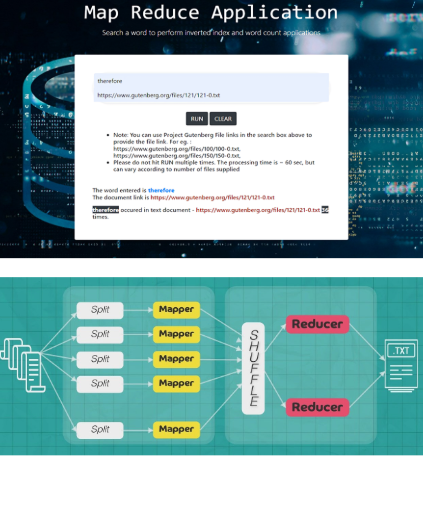 Map Reduce Application
Search a word to perform inverted index and word count applications
therefore
https://www.gutenberg.org/files/121/121-0.txt
RUN CLEAR
Note: You can use Project Gutenberg File links in the search box above to
provide the file link. For eg. :
https://www.gutenberg.org/files/100/100-0.txt,
https://www.gutenberg.org/files/150/150-0.txt,
Please do not hit RUN multiple times. The processing time is ~ 60 sec, but
can vary according to number of files supplied
The word entered is therefore
The document link is https://www.gutenberg.org/files/121/121-0.txt
therefore occured in text document - https://www.gutenberg.org/files/121/121-0.txt
times.
Split Mapper
Split Mapper
Split Mapper
Split Mapper
Split Mapper
SHUFFLE
Reducer
Reducer
.TXT